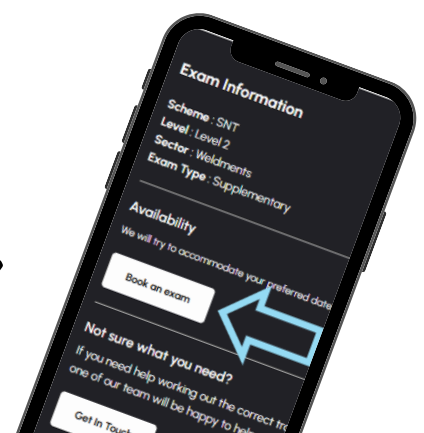 Exam Information
Scheme : SNT
Level : Level 2
Sector : Weldments
Exam Type : Supplementary
Availability
We will try to accommodate your preferred date
Book an exam
Not sure what you need?
If you need help working out the correct
one of our team will be happy to
Get In Touch